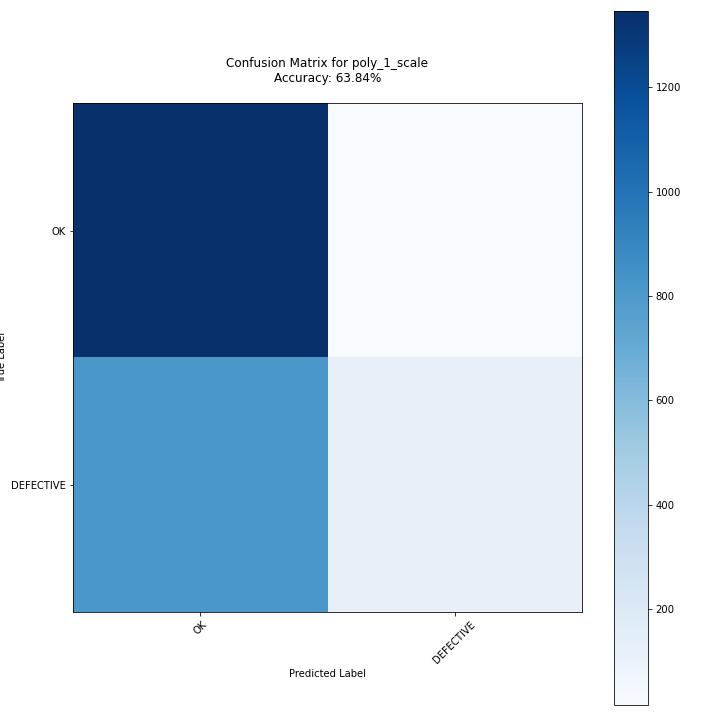 Confusion Matrix for poly_1_scale
Accuracy: 63.84%
OK
DEFECTIVE
OK
DEFECTIVE
Predicted Label
1200
1000
800
600
400
200